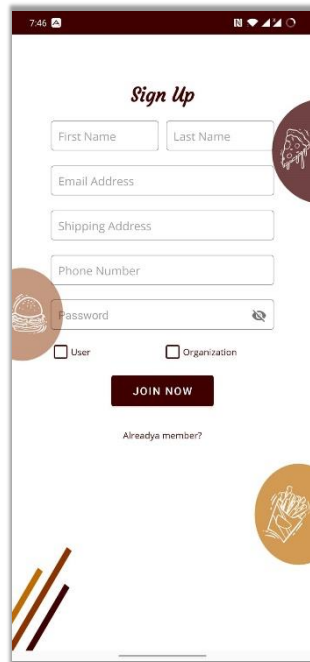 7:46
Sign Up
First Name Last Name
Email Address
Shipping Address
Phone Number
Password
User Organization
JOIN NOW
Alreadya member?